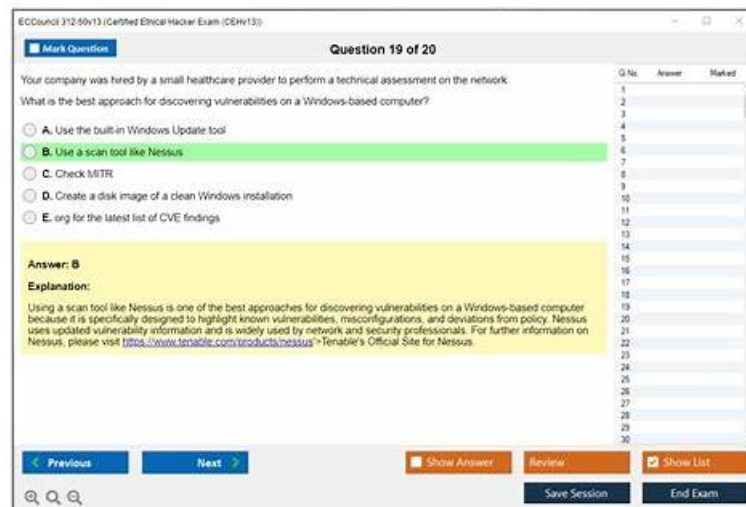 ECCouncil 312-50v13 (Certified Ethical Hacker Exam (CEHv13))
Mark Question
Question 19 of 20
Your company was hired by a small healthcare provider to perform a technical assessment on the network.
What is the best approach for discovering vulnerabilities on a Windows-based computer?
A. Use the built-in Windows Update tool
B. Use a scan tool like Nessus
C. Check MITR
D. Create a disk image of a clean Windows installation
E. org for the latest list of CVE findings
Answer: B
Explanation:
Using a scan tool like Nessus is one of the best approaches for discovering vulnerabilities on a Windows-based computer
because it is specifically designed to highlight known vulnerabilities, misconfigurations, and deviations from policy. Nessus
uses updated vulnerability information and is widely used by network and security professionals. For further information on
Nessus, please visit https://www.tenable.com/products/nessus'>Tenable's Official Site for Nessus.
Q.No. Answer Marked
1
2
3
4
5
6
7
8
9
10
11
12
13
14
15
16
17
18
19
20
21
22
23
24
25
26
27
28
29
30
Previous
Next
Show Answer
Review
Show List
Save Session
End Exam